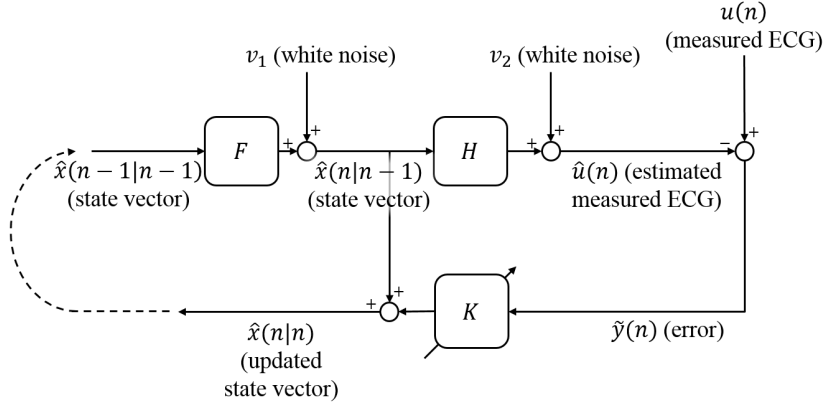 u(n)
(measured ECG)
v₁ (white noise)
v₂ (white noise)
+
+
+
F
+
H
+
−
x̂(n−1|n−1)
(state vector)
x̂(n|n−1)
(state vector)
û(n) (estimated
measured ECG)
+
+
K
x̂(n|n)
(updated
state vector)
ỹ(n) (error)